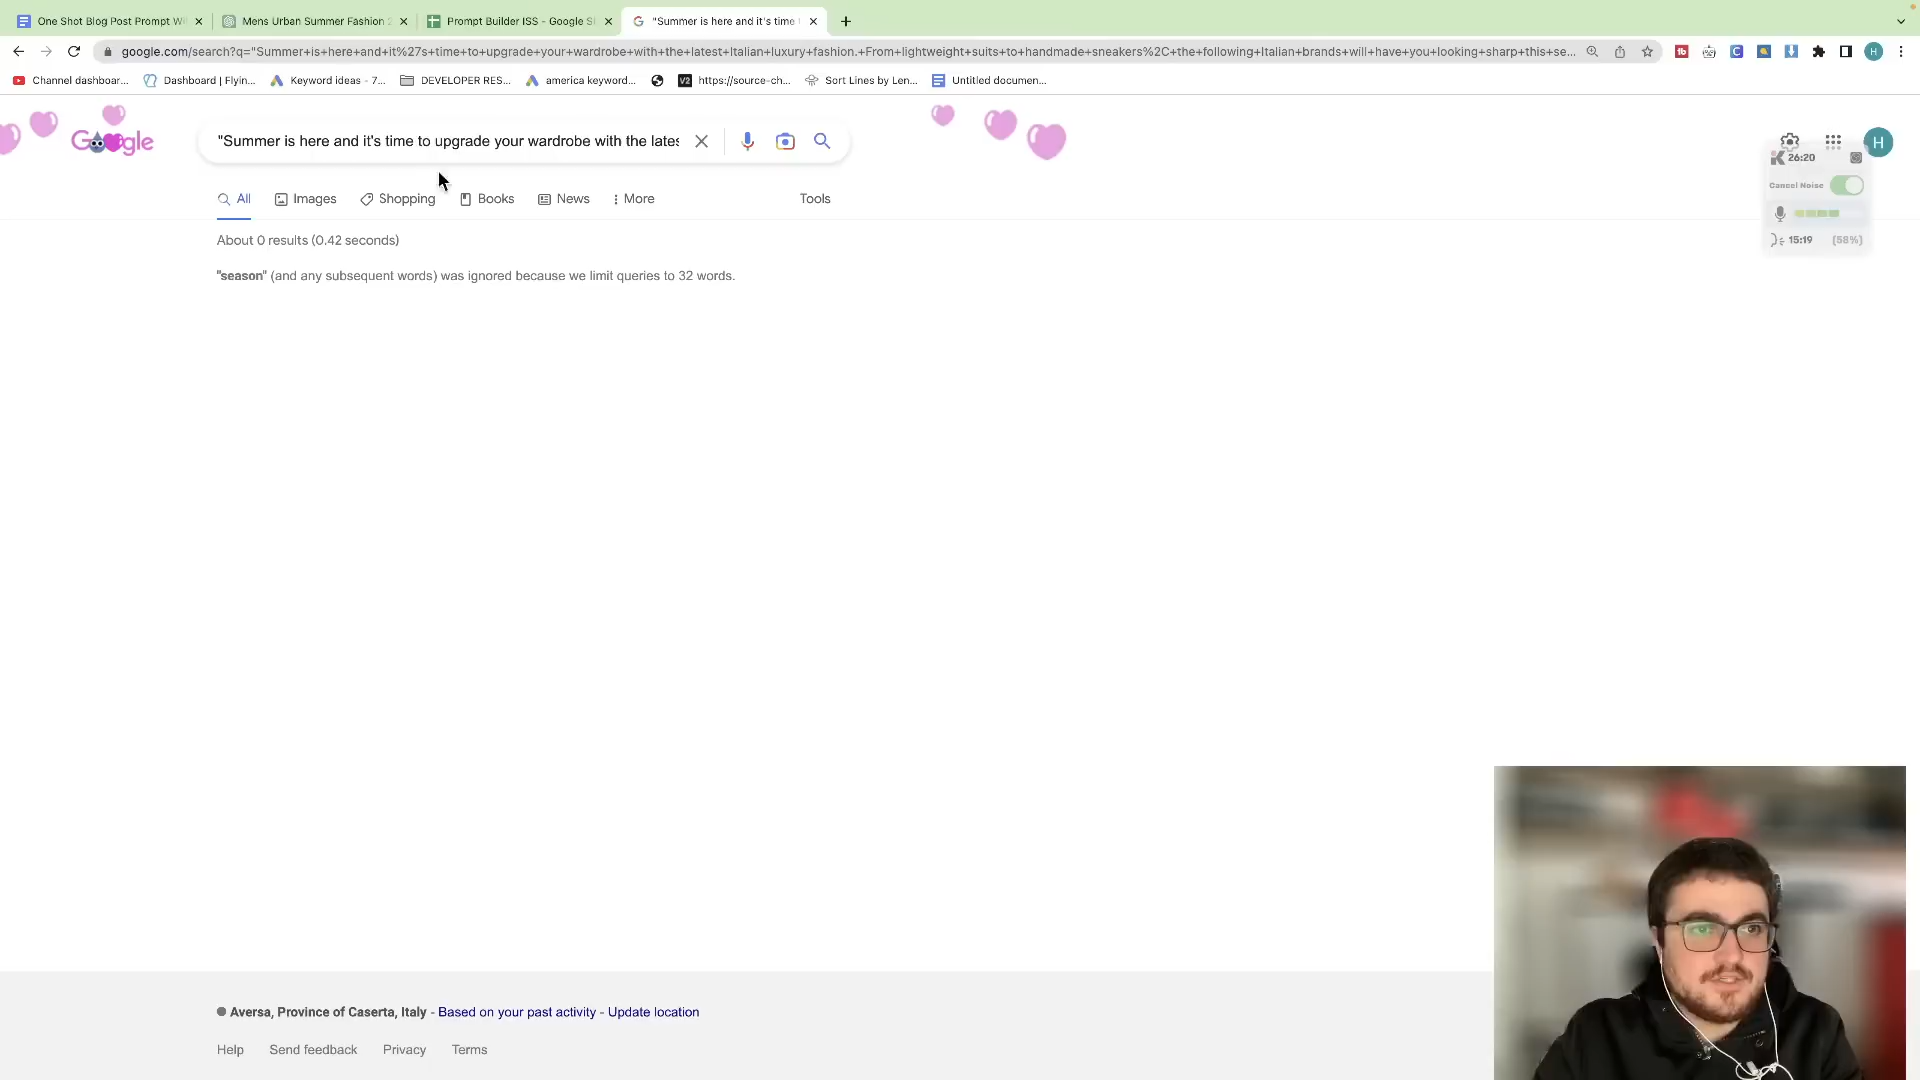 One Shot Blog Post Prompt Wi
Mens Urban Summer Fashion 2
Prompt Builder ISS - Google S
"Summer is here and it's time
google.com/search?q="Summer+is+here+and+it%27s+time+to+upgrade+your+wardrobe+with+the+latest+Italian+luxury+fashion.+From+lightweight+suits+to+handmade+sneakers%2C+the+following+Italian+brands+will+have+you+looking+sharp+this+se...
Channel dashboar...
Dashboard | Flyin...
Keyword ideas - 7...
DEVELOPER RES...
america keyword...
https://source-ch...
Sort Lines by Len...
Untitled documen...
Google
"Summer is here and it's time to upgrade your wardrobe with the lates
H
26:20
Cancel Noise
15:19 (58%)
All
Images
Shopping
Books
News
More
Tools
About 0 results (0.42 seconds)
"season" (and any subsequent words) was ignored because we limit queries to 32 words.
Aversa, Province of Caserta, Italy - Based on your past activity - Update location
Help
Send feedback
Privacy
Terms